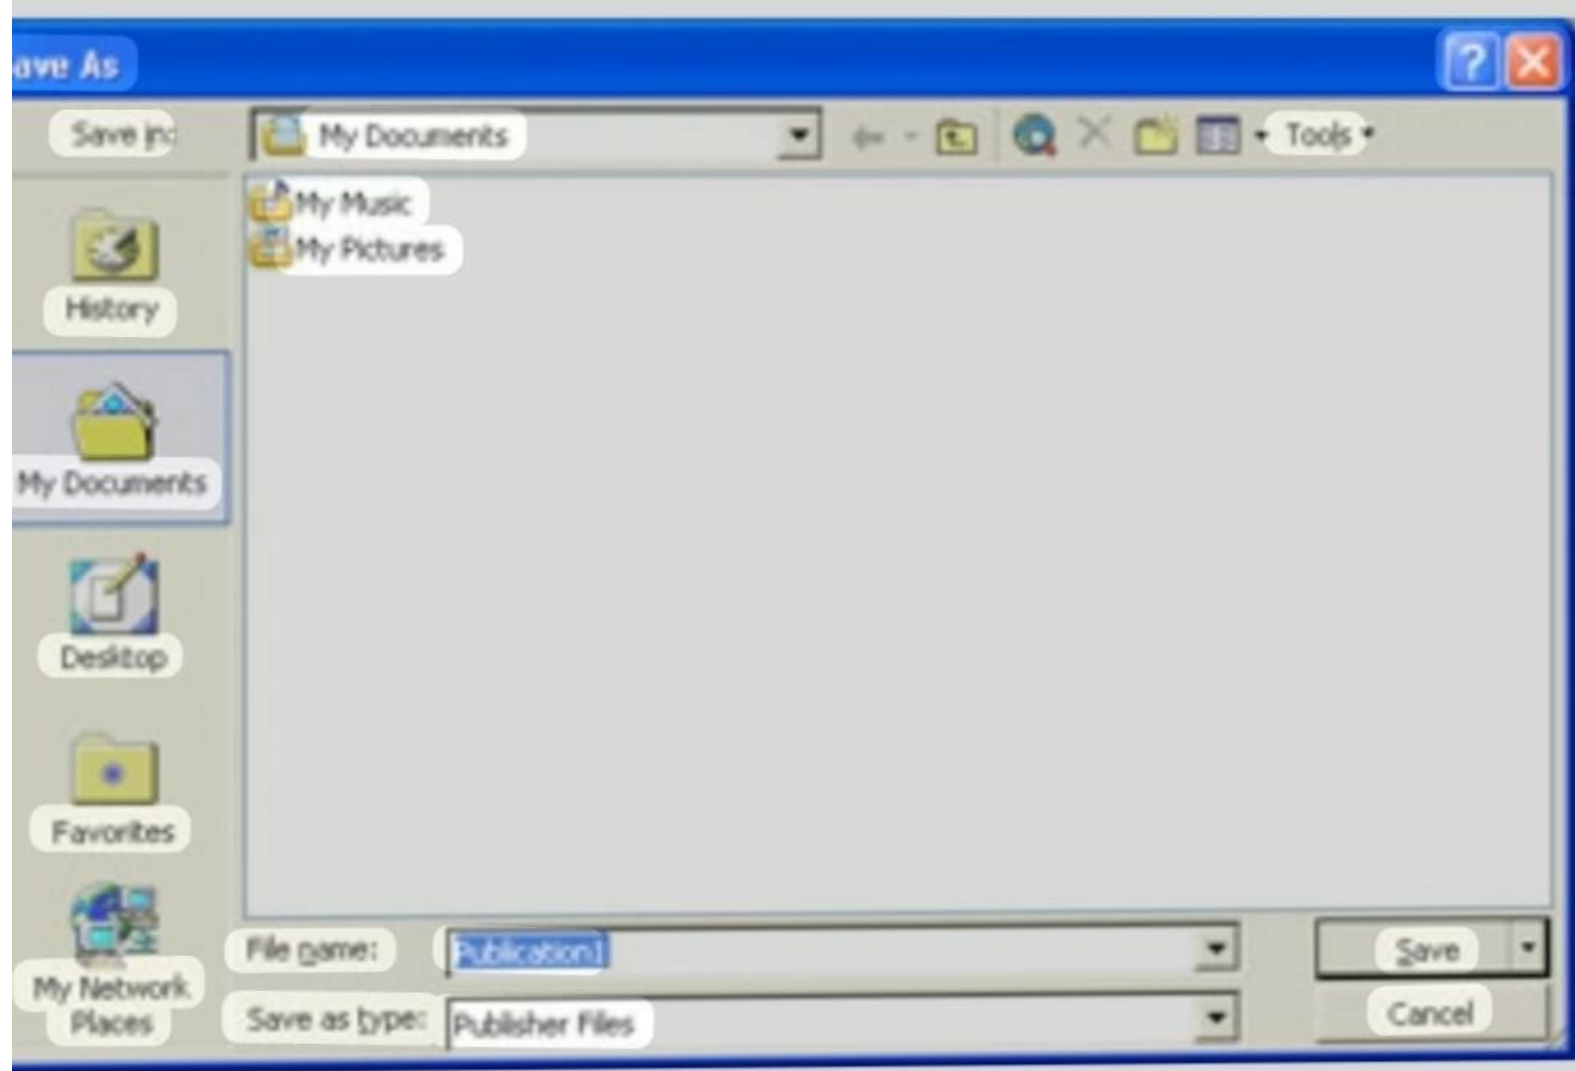 ave As
Save in:
My Documents
Tools
My Music
My Pictures
History
My Documents
Desktop
Favorites
My Network
Places
File name:
Publication1
Save
Save as type:
Publisher Files
Cancel